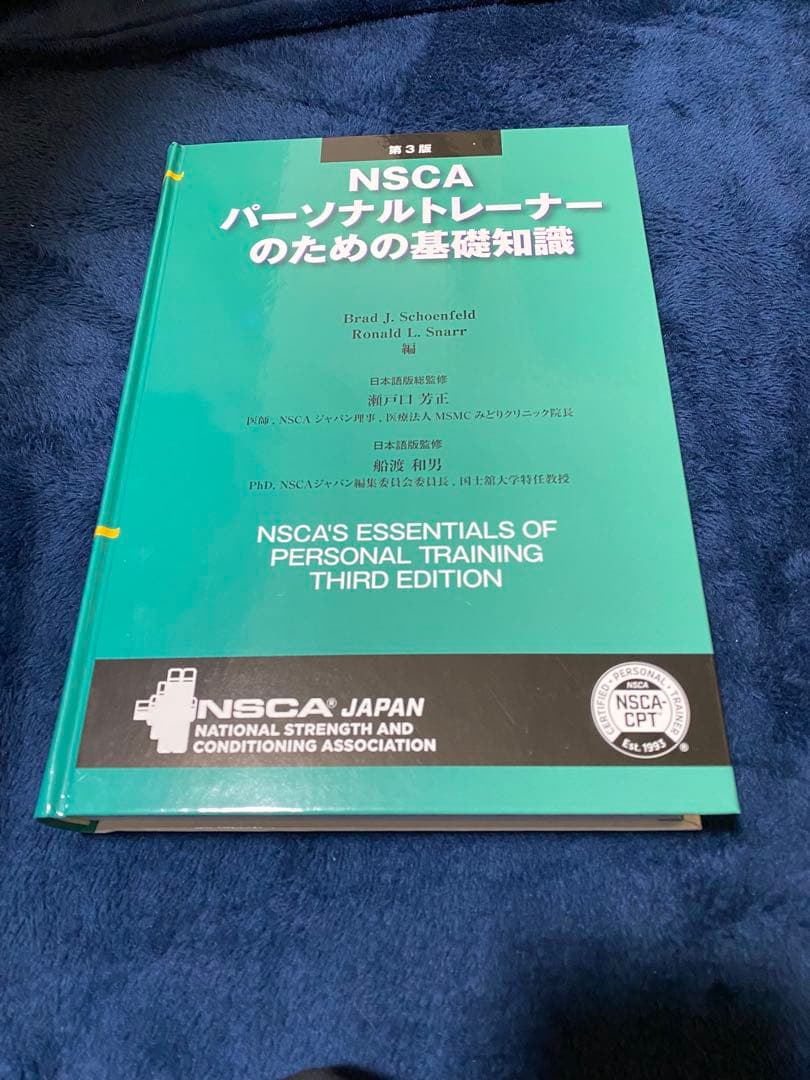 第3版
NSCA
パーソナルトレーナー
のための基礎知識
Brad J. Schoenfeld
Ronald L. Snarr
編
日本語版総監修
瀬戸口 芳正
医師, NSCA ジャパン理事, 医療法人 MSMC みどりクリニック院長
日本語版監修
船渡 和男
PhD, NSCAジャパン編集委員会委員長, 国士舘大学特任教授
NSCA'S ESSENTIALS OF
PERSONAL TRAINING
THIRD EDITION
NSCA® JAPAN
NATIONAL STRENGTH AND
CONDITIONING ASSOCIATION
CERTIFIED • PERSONAL • TRAINER
NSCA
NSCA-
CPT
Est. 1993
®